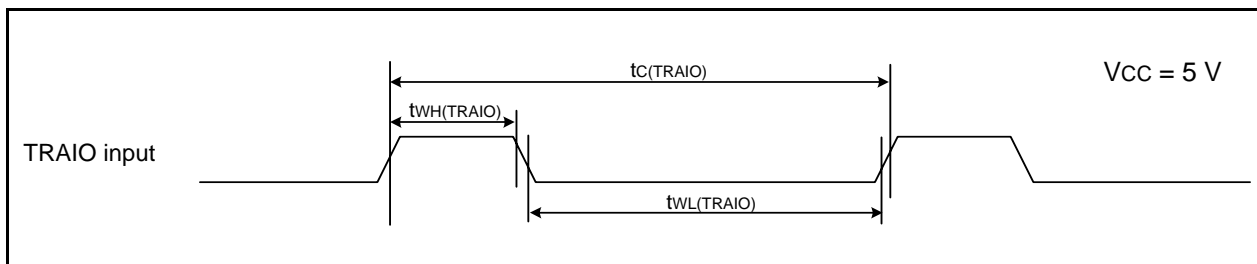 tC(TRAIO)
VCC = 5 V
tWH(TRAIO)
TRAIO input
tWL(TRAIO)